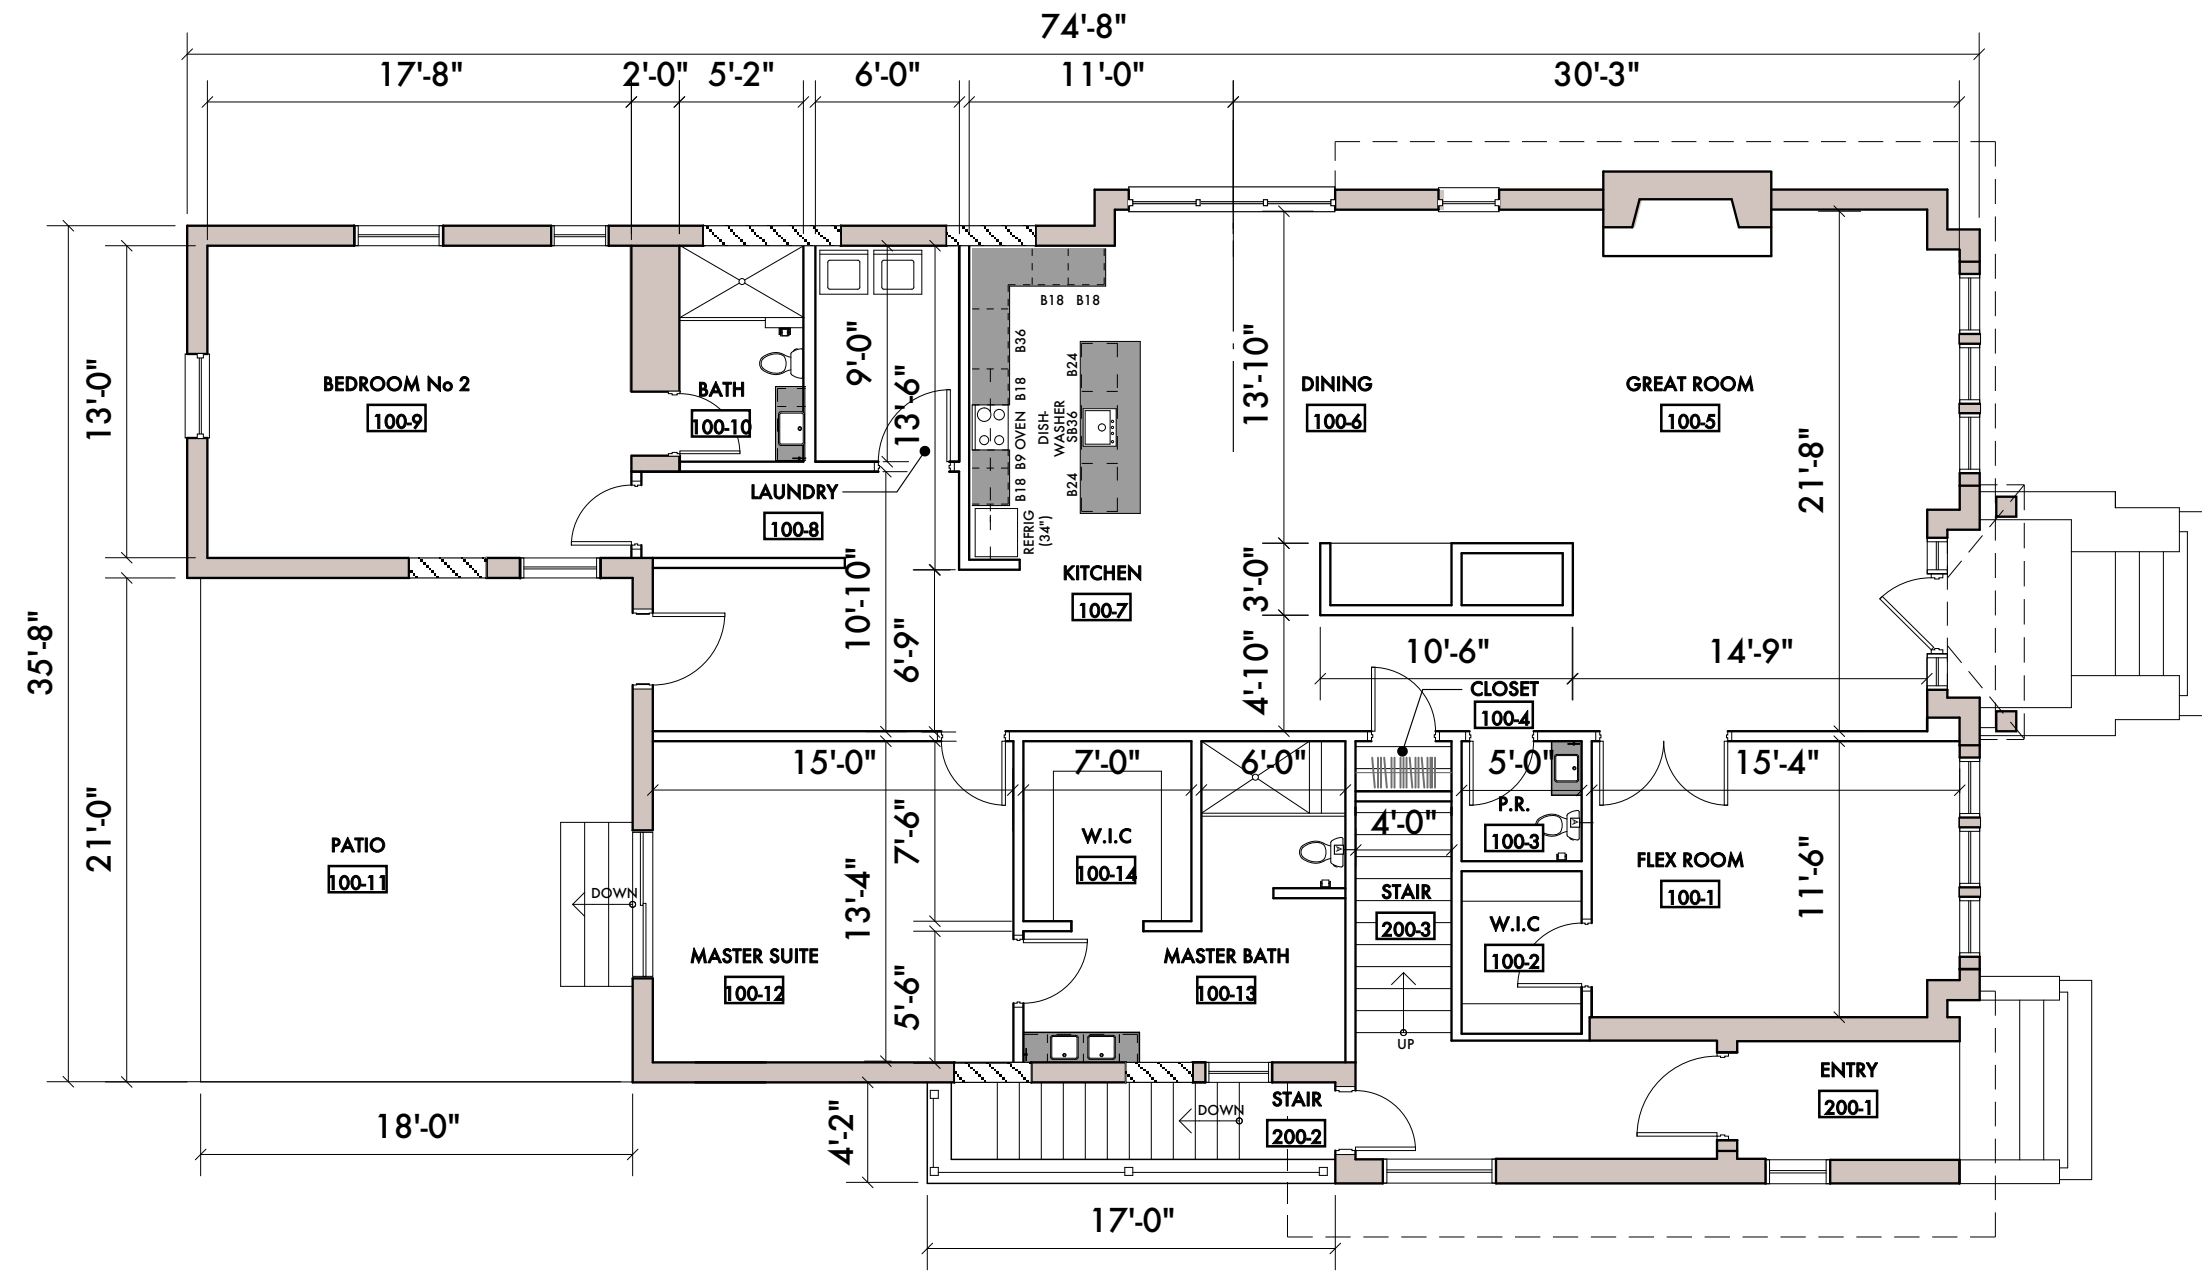 74'-8"
17'-8" 2'-0" 5'-2" 6'-0" 11'-0" 30'-3"
B18 B18
B36
B18
OVEN
B9
B18
REFRIG
(34")
DISH-
WASHER
SB36
B24
B24
13'-0"
35'-8"
21'-0"
9'-0"
13'-6"
13'-10"
21'-8"
BEDROOM No 2
100-9
BATH
100-10
DINING
100-6
GREAT ROOM
100-5
LAUNDRY
100-8
KITCHEN
100-7
10'-10"
6'-9"
3'-0"
4'-10"
10'-6" 14'-9"
CLOSET
100-4
15'-0" 7'-0" 6'-0" 5'-0" 15'-4"
P.R.
100-3
4'-0"
7'-6"
13'-4"
5'-6"
11'-6"
PATIO
100-11
DOWN
W.I.C
100-14
FLEX ROOM
100-1
STAIR
200-3
W.I.C
100-2
MASTER SUITE
100-12
MASTER BATH
100-13
UP
ENTRY
200-1
STAIR
200-2
DOWN
18'-0"
4'-2"
17'-0"